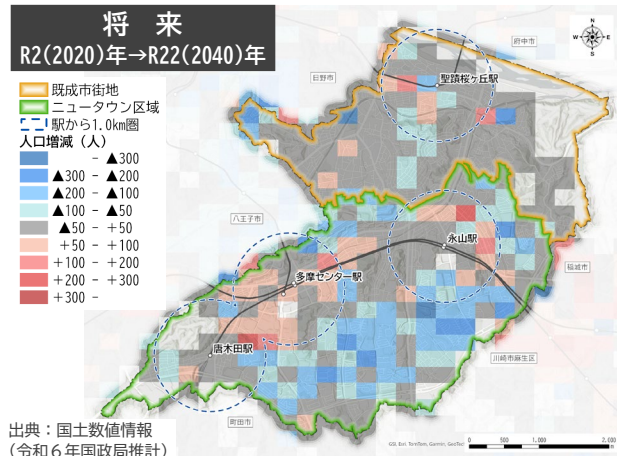 将 来
R2(2020)年→R22(2040)年
既成市街地
ニュータウン区域
駅から1.0km圏
人口増減（人）
- ▲300
▲300 - ▲200
▲200 - ▲100
▲100 - ▲50
▲50 - +50
+50 - +100
+100 - +200
+200 - +300
+300 -
N
W E
S
府中市
日野市
聖蹟桜ヶ丘駅
八王子市
永山駅
稲城市
多摩センター駅
唐木田駅
川崎市麻生区
町田市
出典：国土数値情報
（令和６年国政局推計）
GSI, Esri, TomTom, Garmin, GeoTec
0 500 1,000 2,000
m